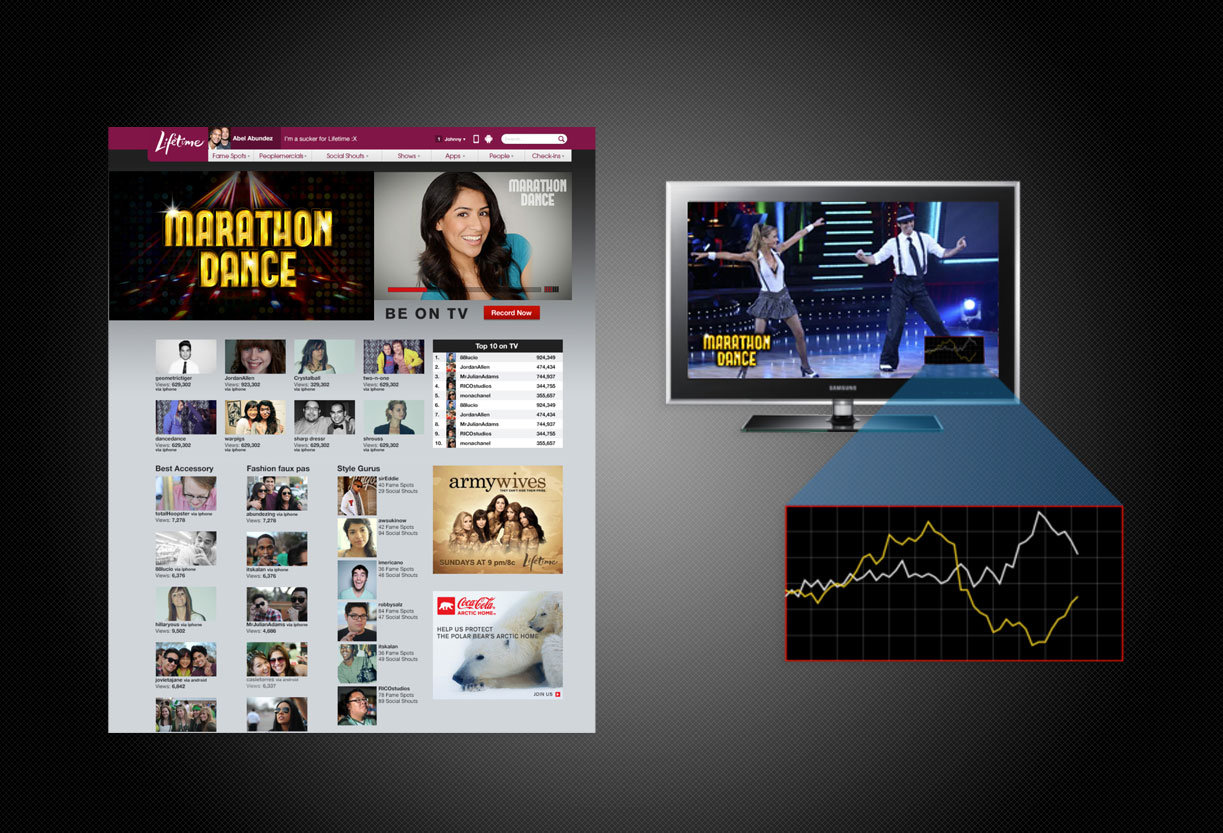 Lifetime
Abel Abundez
I'm a sucker for Lifetime :X
1 Johnny
Fame Spots
Peoplemercials
Social Shouts
Shows
Apps
People
Check-ins
MARATHON
DANCE
MARATHON
DANCE
BE ON TV
Record Now
geometricliger
Views: 629,302
via iphone
JordanAllen
Views: 923,302
via iphone
Crystalball
Views: 329,302
via iphone
two-n-one
Views: 629,302
via iphone
dancedance
Views: 629,302
via iphone
warpigs
Views: 629,302
via iphone
sharp dressr
Views: 629,302
via iphone
shrouss
Views: 629,302
via iphone
Top 10 on TV
1. 88lucio 924,349
2. JordanAllen 474,434
3. MrJulianAdams 744,937
4. RICOstudios 344,755
5. monachanel 355,657
6. 88lucio 924,349
7. JordanAllen 474,434
8. MrJulianAdams 744,937
9. RICOstudios 344,755
10. monachanel 355,657
Best Accessory
totalHoopster via iphone
Views: 7,278
88lucio via iphone
Views: 6,376
hillaryous via iphone
Views: 9,502
jovietajane via android
Views: 6,842
Fashion faux pas
abundezing via iphone
Views: 7,278
itskalan via iphone
Views: 6,376
MrJulianAdams via iphone
Views: 4,686
casietorres via android
Views: 6,337
Style Gurus
sirEddie
40 Fame Spots
29 Social Shouts
awsukinow
42 Fame Spots
94 Social Shouts
imericano
36 Fame Spots
46 Social Shouts
robbysalz
84 Fame Spots
47 Social Shouts
itskalan
36 Fame Spots
49 Social Shouts
RICOstudios
78 Fame Spots
89 Social Shouts
armywives
THEY CAN'T HIDE THEIR PRIDE.
SUNDAYS AT 9 pm/8c
Lifetime
Coca-Cola
ARCTIC HOME
HELP US PROTECT
THE POLAR BEAR'S ARCTIC HOME
JOIN US
MARATHON
DANCE
SAMSUNG